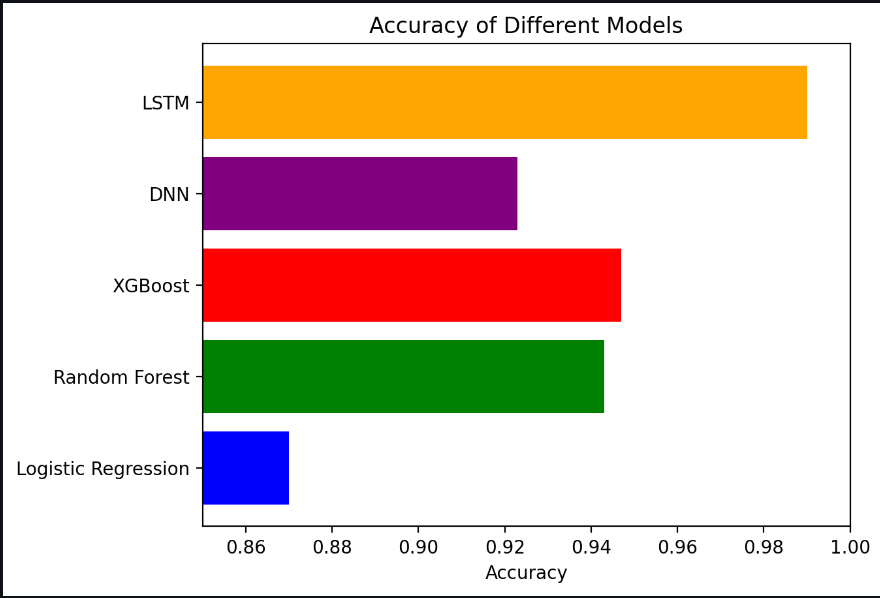 Accuracy of Different Models
LSTM
DNN
XGBoost
Random Forest
Logistic Regression
0.86 0.88 0.90 0.92 0.94 0.96 0.98 1.00
Accuracy